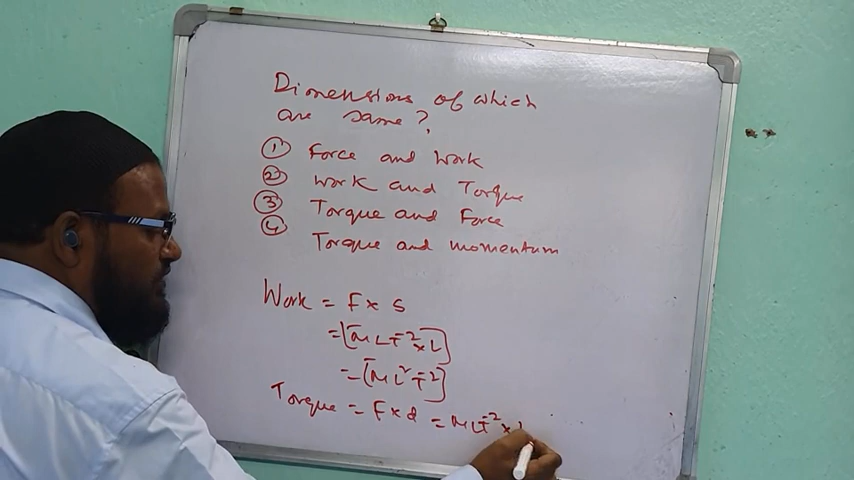 Dimensions of which
are same?
① Force and Work
② Work and Torque
③ Torque and Force
④ Torque and momentum
Work = F x S
= [MLT⁻² x L]
= [ML²T⁻²]
Torque = F x d = MLT⁻² x